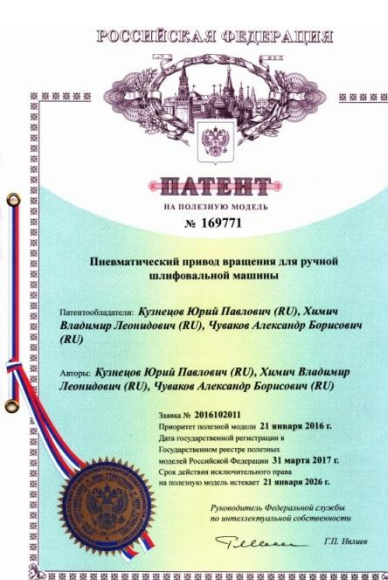 РОССИЙСКАЯ ФЕДЕРАЦИЯ
ПАТЕНТ
НА ПОЛЕЗНУЮ МОДЕЛЬ
№ 169771
Пневматический привод вращения для ручной
шлифовальной машины
Патентообладатели: Кузнецов Юрий Павлович (RU), Химич
Владимир Леонидович (RU), Чуваков Александр Борисович
(RU)
Авторы: Кузнецов Юрий Павлович (RU), Химич Владимир
Леонидович (RU), Чуваков Александр Борисович (RU)
Заявка № 2016102011
Приоритет полезной модели 21 января 2016 г.
Дата государственной регистрации в
Государственном реестре полезных
моделей Российской Федерации 31 марта 2017 г.
Срок действия исключительного права
на полезную модель истекает 21 января 2026 г.
Руководитель Федеральной службы
по интеллектуальной собственности
Г.П. Ивлиев